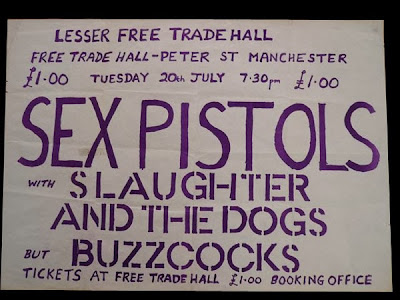 LESSER FREE TRADE HALL
FREE TRADE HALL-PETER ST MANCHESTER
£1·00 TUESDAY 20th JULY 7·30pm £1·00
SEX PISTOLS
WITH SLAUGHTER
AND THE DOGS
BUT BUZZCOCKS
TICKETS AT FREE TRADE HALL £1·00 BOOKING OFFICE